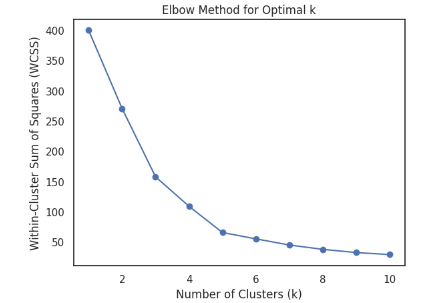 Elbow Method for Optimal k
Within-Cluster Sum of Squares (WCSS)
400
350
300
250
200
150
100
50
2 4 6 8 10
Number of Clusters (k)